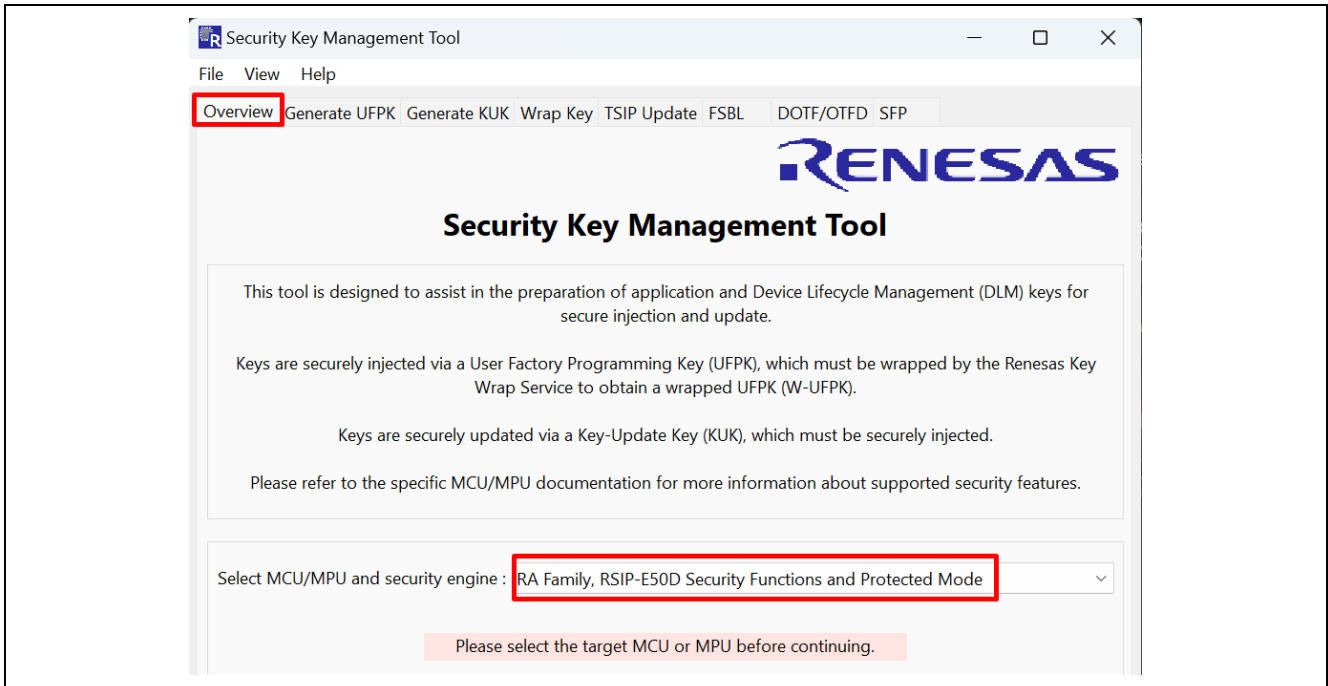 Security Key Management Tool
File View Help
Overview Generate UFPK Generate KUK Wrap Key TSIP Update FSBL DOTF/OTFD SFP
RENESAS
Security Key Management Tool
This tool is designed to assist in the preparation of application and Device Lifecycle Management (DLM) keys for
secure injection and update.
Keys are securely injected via a User Factory Programming Key (UFPK), which must be wrapped by the Renesas Key
Wrap Service to obtain a wrapped UFPK (W-UFPK).
Keys are securely updated via a Key-Update Key (KUK), which must be securely injected.
Please refer to the specific MCU/MPU documentation for more information about supported security features.
Select MCU/MPU and security engine : RA Family, RSIP-E50D Security Functions and Protected Mode
Please select the target MCU or MPU before continuing.